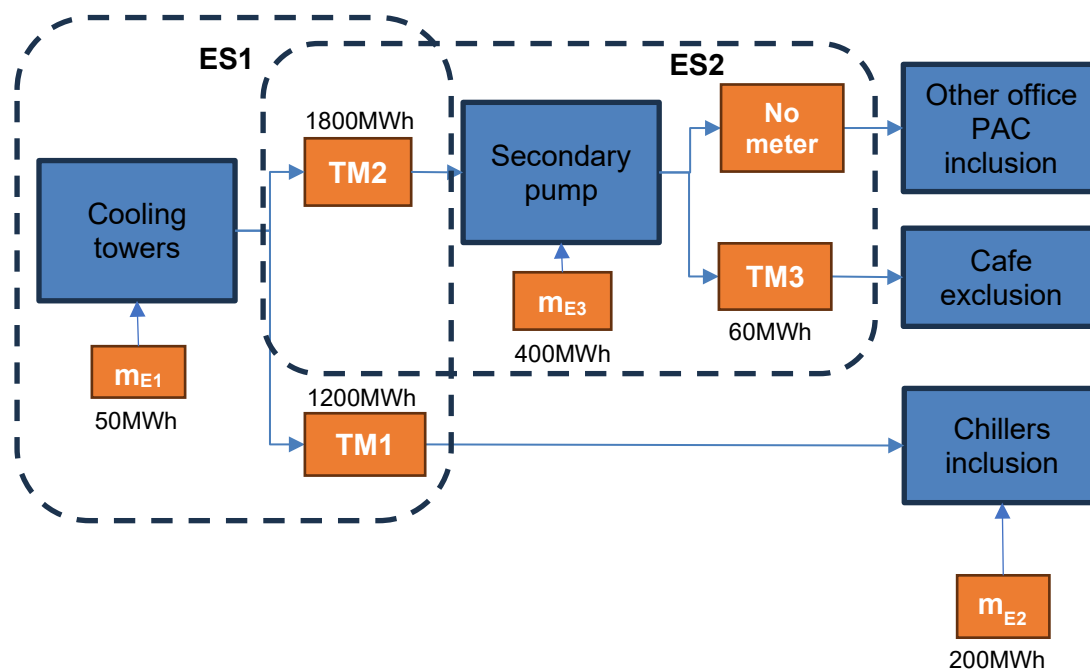 ES1
ES2
1800MWh
TM2
Cooling
towers
Secondary
pump
No
meter
Other office
PAC
inclusion
TM3
60MWh
Cafe
exclusion
mE1
50MWh
mE3
400MWh
1200MWh
TM1
Chillers
inclusion
mE2
200MWh